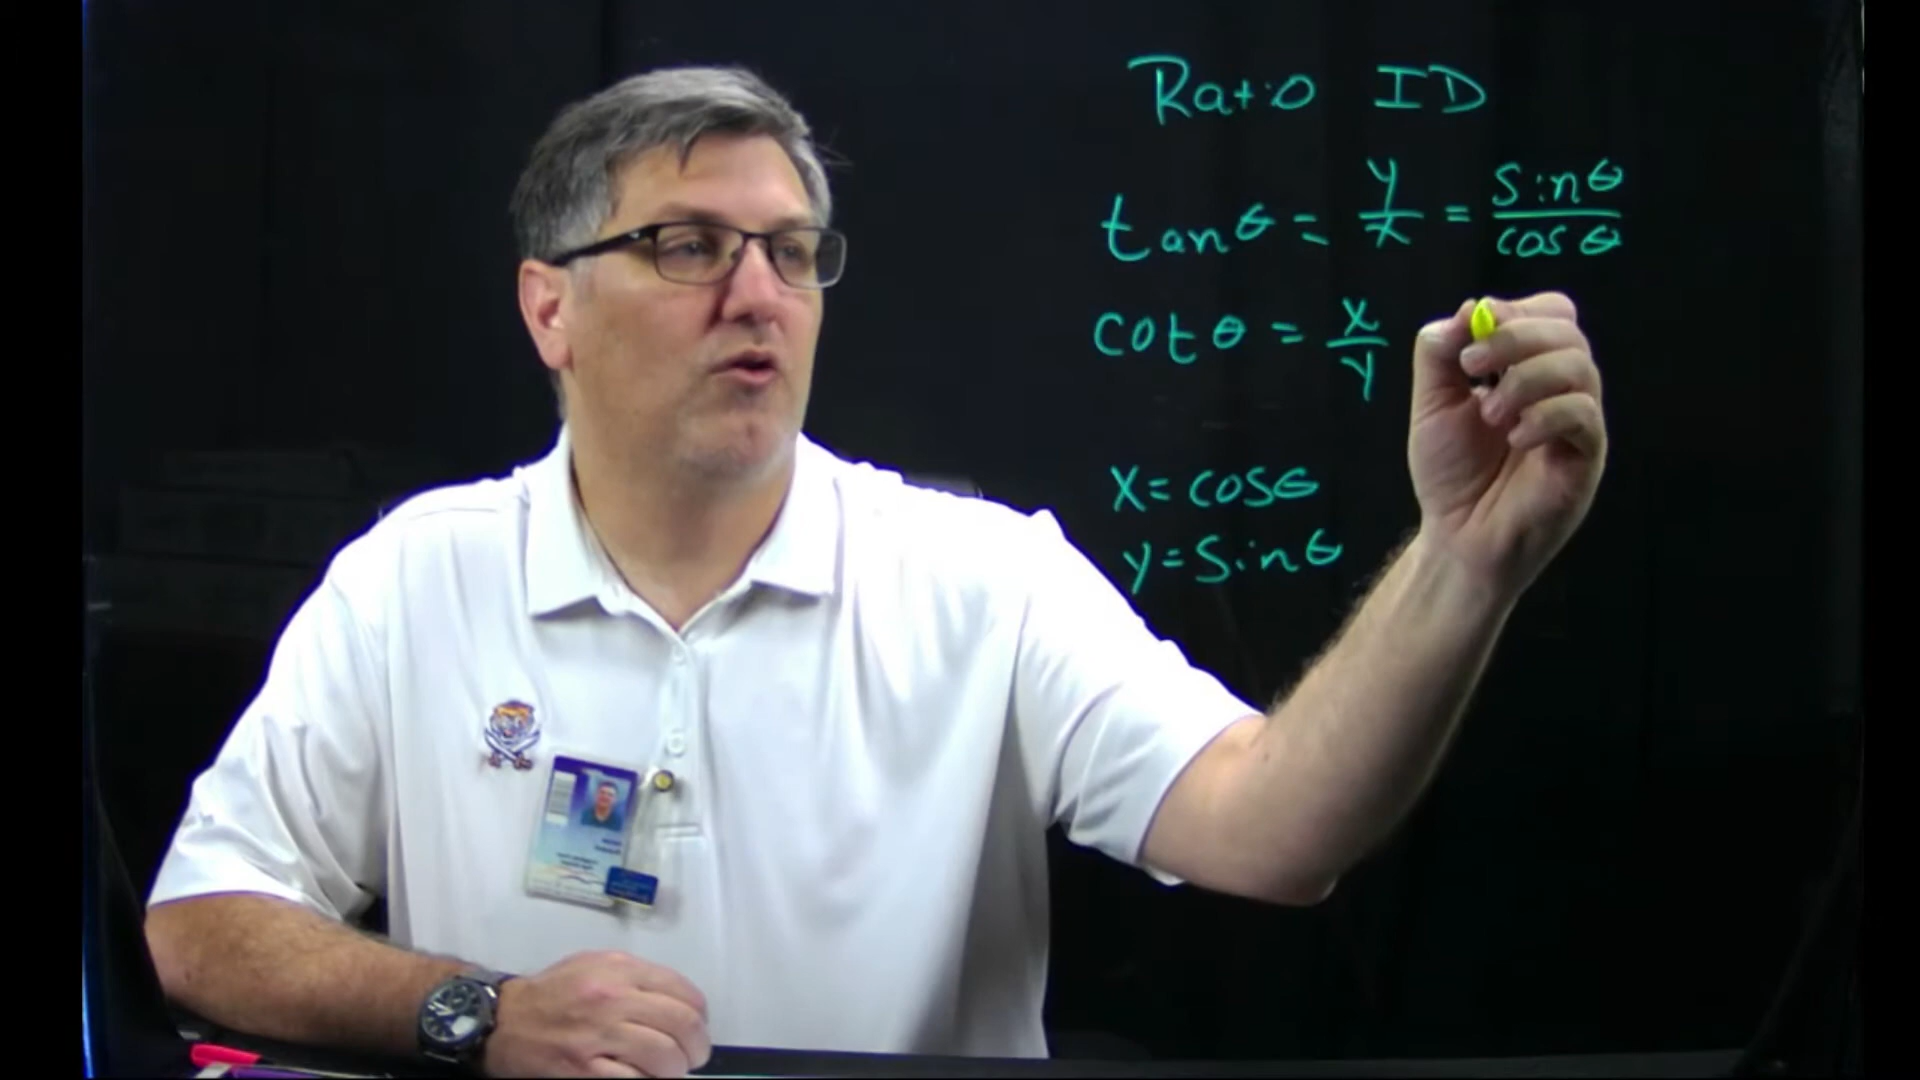 Ratio ID
tanθ = y/x = sinθ/cosθ
cotθ = x/y
x = cosθ
y = sinθ